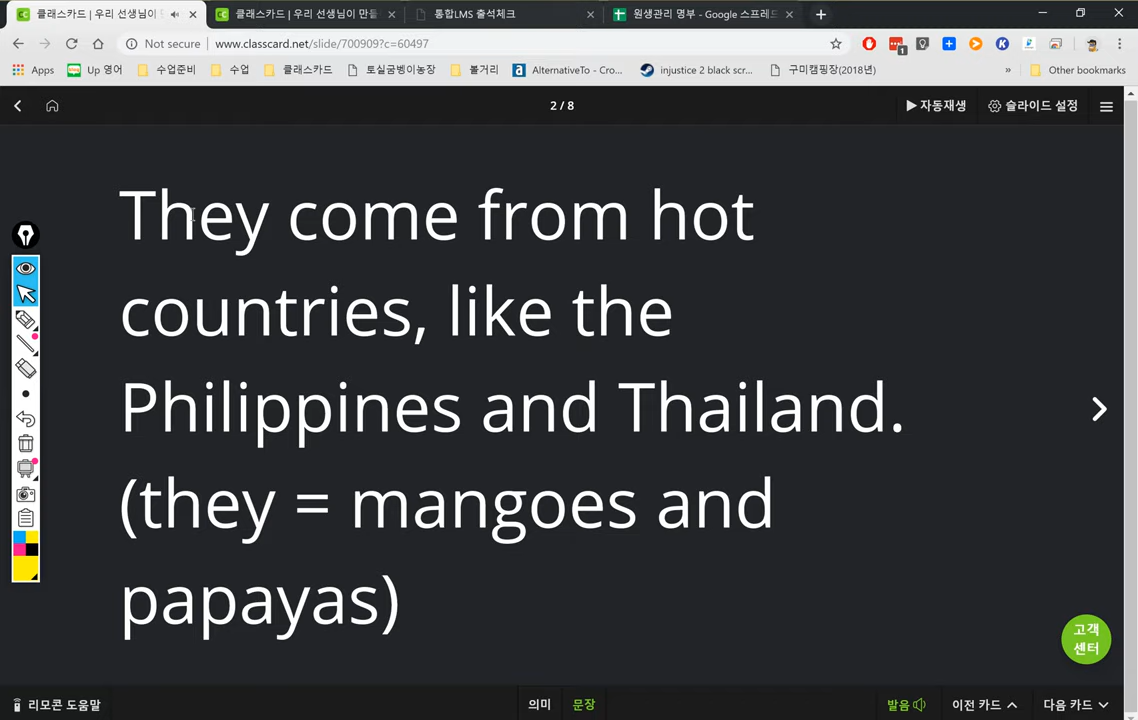 클래스카드 | 우리 선생님이 만
클래스카드 | 우리 선생님이 만들
통합LMS 출석체크
원생관리 명부 - Google 스프레드
Not secure | www.classcard.net/slide/700909?c=60497
Apps Up 영어 수업준비 수업 클래스카드 토실굼벵이농장 볼거리 AlternativeTo - Cro... injustice 2 black scr... 구미캠핑장(2018년) » Other bookmarks
2 / 8
자동재생 슬라이드 설정
They come from hot
countries, like the
Philippines and Thailand.
(they = mangoes and
papayas)
고객
센터
리모콘 도움말 의미 문장 발음 이전 카드 다음 카드